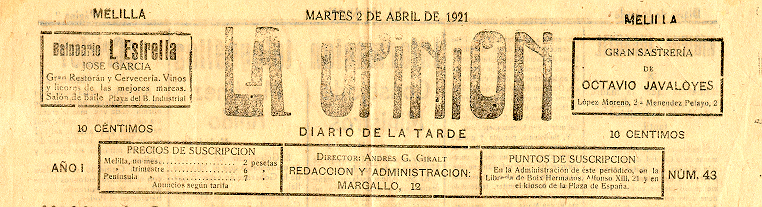 MELILLA
MARTES 2 DE ABRIL DE 1921
MELILLA
Balneario L Estrella
JOSE GARCIA
Gran Restorán y Cervecería. Vinos
y licores de las mejores marcas.
Salón de Baile Playa del B. Industrial
LA OPINION
GRAN SASTRERÍA
DE
OCTAVIO JAVALOYES
López Moreno, 2 - Menendez Pelayo, 2
10 CENTIMOS
DIARIO DE LA TARDE
10 CENTIMOS
AÑO I
PRECIOS DE SUSCRIPCION
Melilla, un mes................ 2 pesetas
» trimestre............ 6 »
Península » ............ 7 »
Anuncios según tarifa
DIRECTOR: ANDRES G. GIRALT
REDACCION Y ADMINISTRACION:
MARGALLO, 12
PUNTOS DE SUSCRIPCION
En la Administración de este periódico, en la
Librería de Boix Hermanos, Alfonso XIII, 21 y en
el kiosco de la Plaza de España.
NÚM. 43